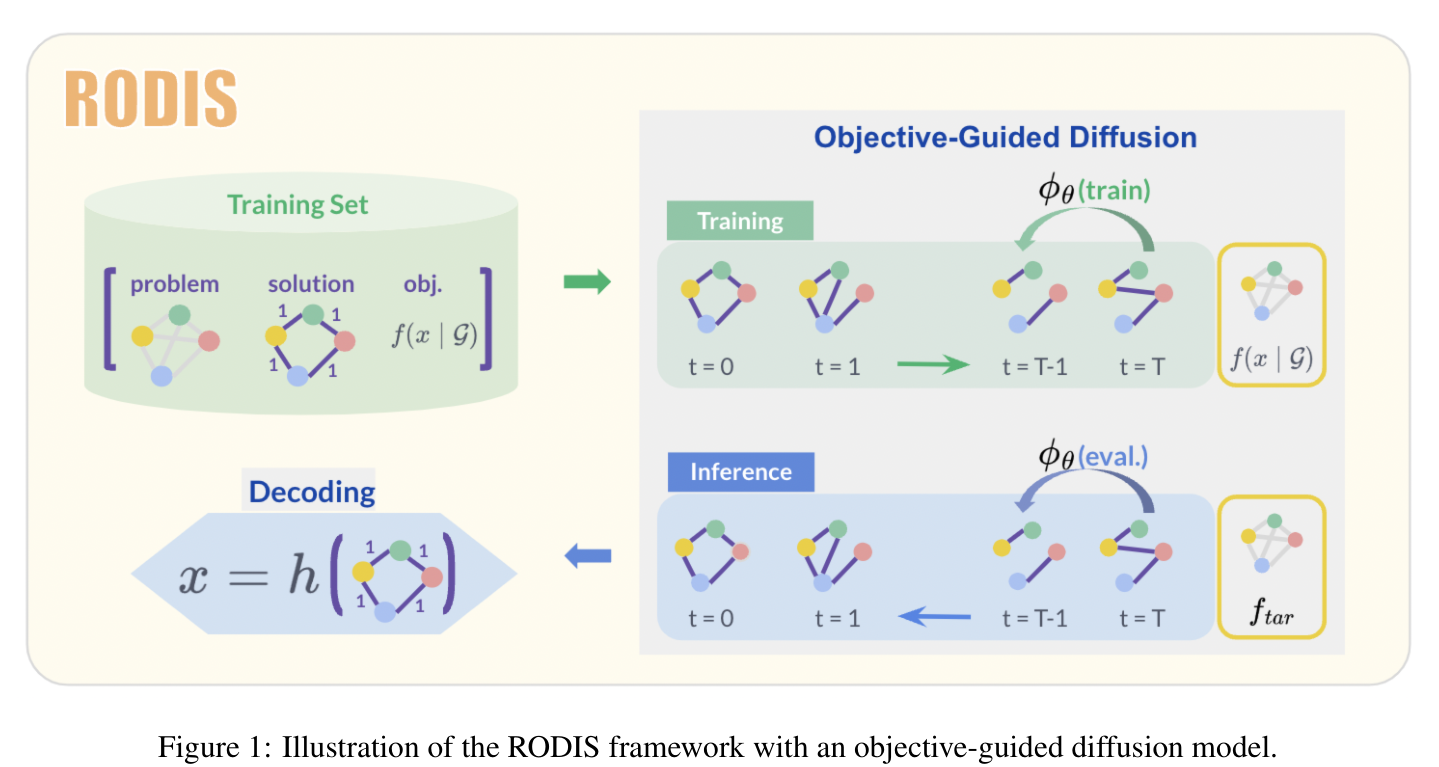 RODIS
Training Set
problem solution obj.
1 1
f(x | G)
1 1
Objective-Guided Diffusion
ϕθ(train)
Training
t = 0 t = 1 t = T-1 t = T
f(x | G)
Decoding
x = h( )
1 1
1 1
ϕθ(eval.)
Inference
t = 0 t = 1 t = T-1 t = T
ftar
Figure 1: Illustration of the RODIS framework with an objective-guided diffusion model.